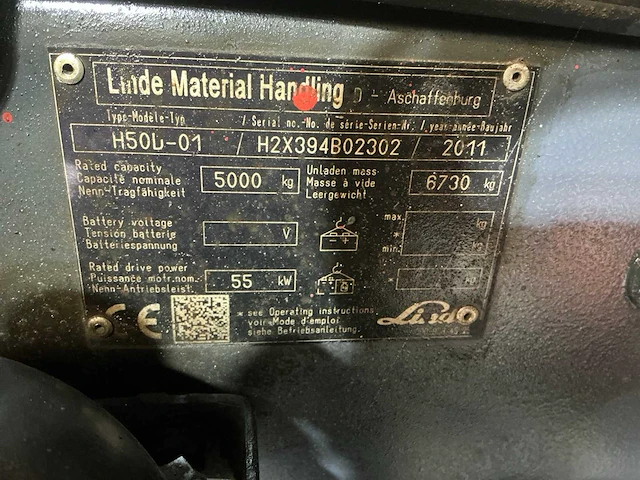 Linde Material Handling D - Aschaffenburg
Type-Modèle-Typ / Serial no.-No. de série-Serien-Nr. / year-année-Baujahr
H50D-01 / H2X394B02302 / 2011
Rated capacity
Capacité nominale
Nenn-Tragfähigkeit
5000 kg
Unladen mass
Masse à vide
Leergewicht
6730 kg
Battery voltage
Tension batterie
Batteriespannung
V
max. kg
*
min. kg
Rated drive power
Puissance motr.nom.
Nenn-Antriebsleist.
55 kW
* kg
CE
* see Operating instructions
voir Mode d'emploi
siehe Betriebsanleitung.
Linde